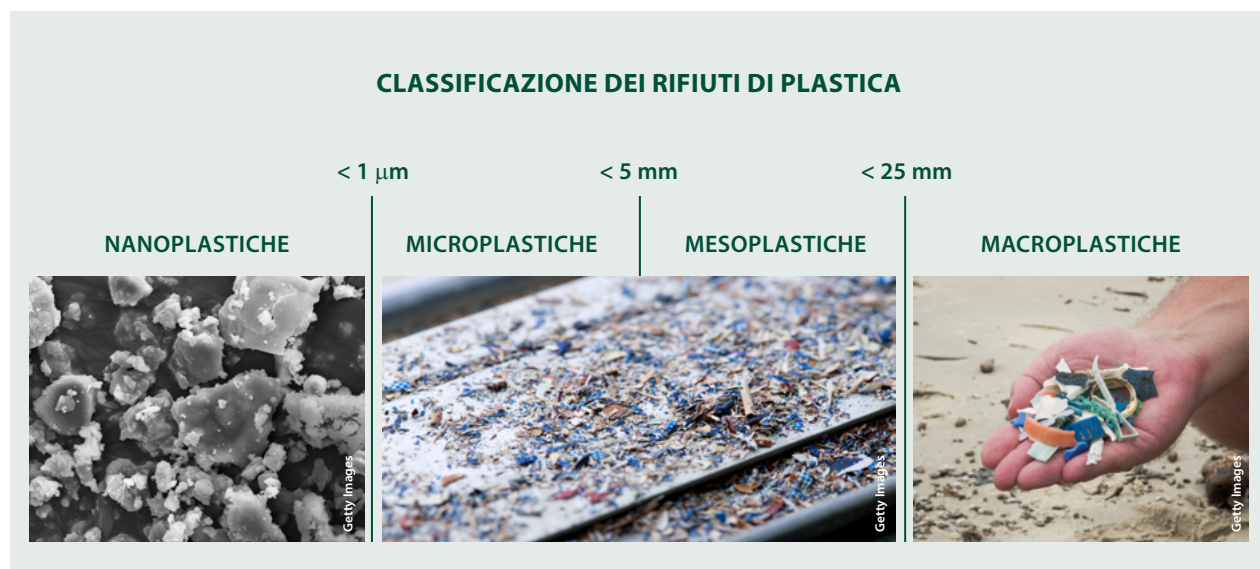 CLASSIFICAZIONE DEI RIFIUTI DI PLASTICA
< 1 μm
< 5 mm
< 25 mm
NANOPLASTICHE
MICROPLASTICHE
MESOPLASTICHE
MACROPLASTICHE
Getty Images
Getty Images
Getty Images